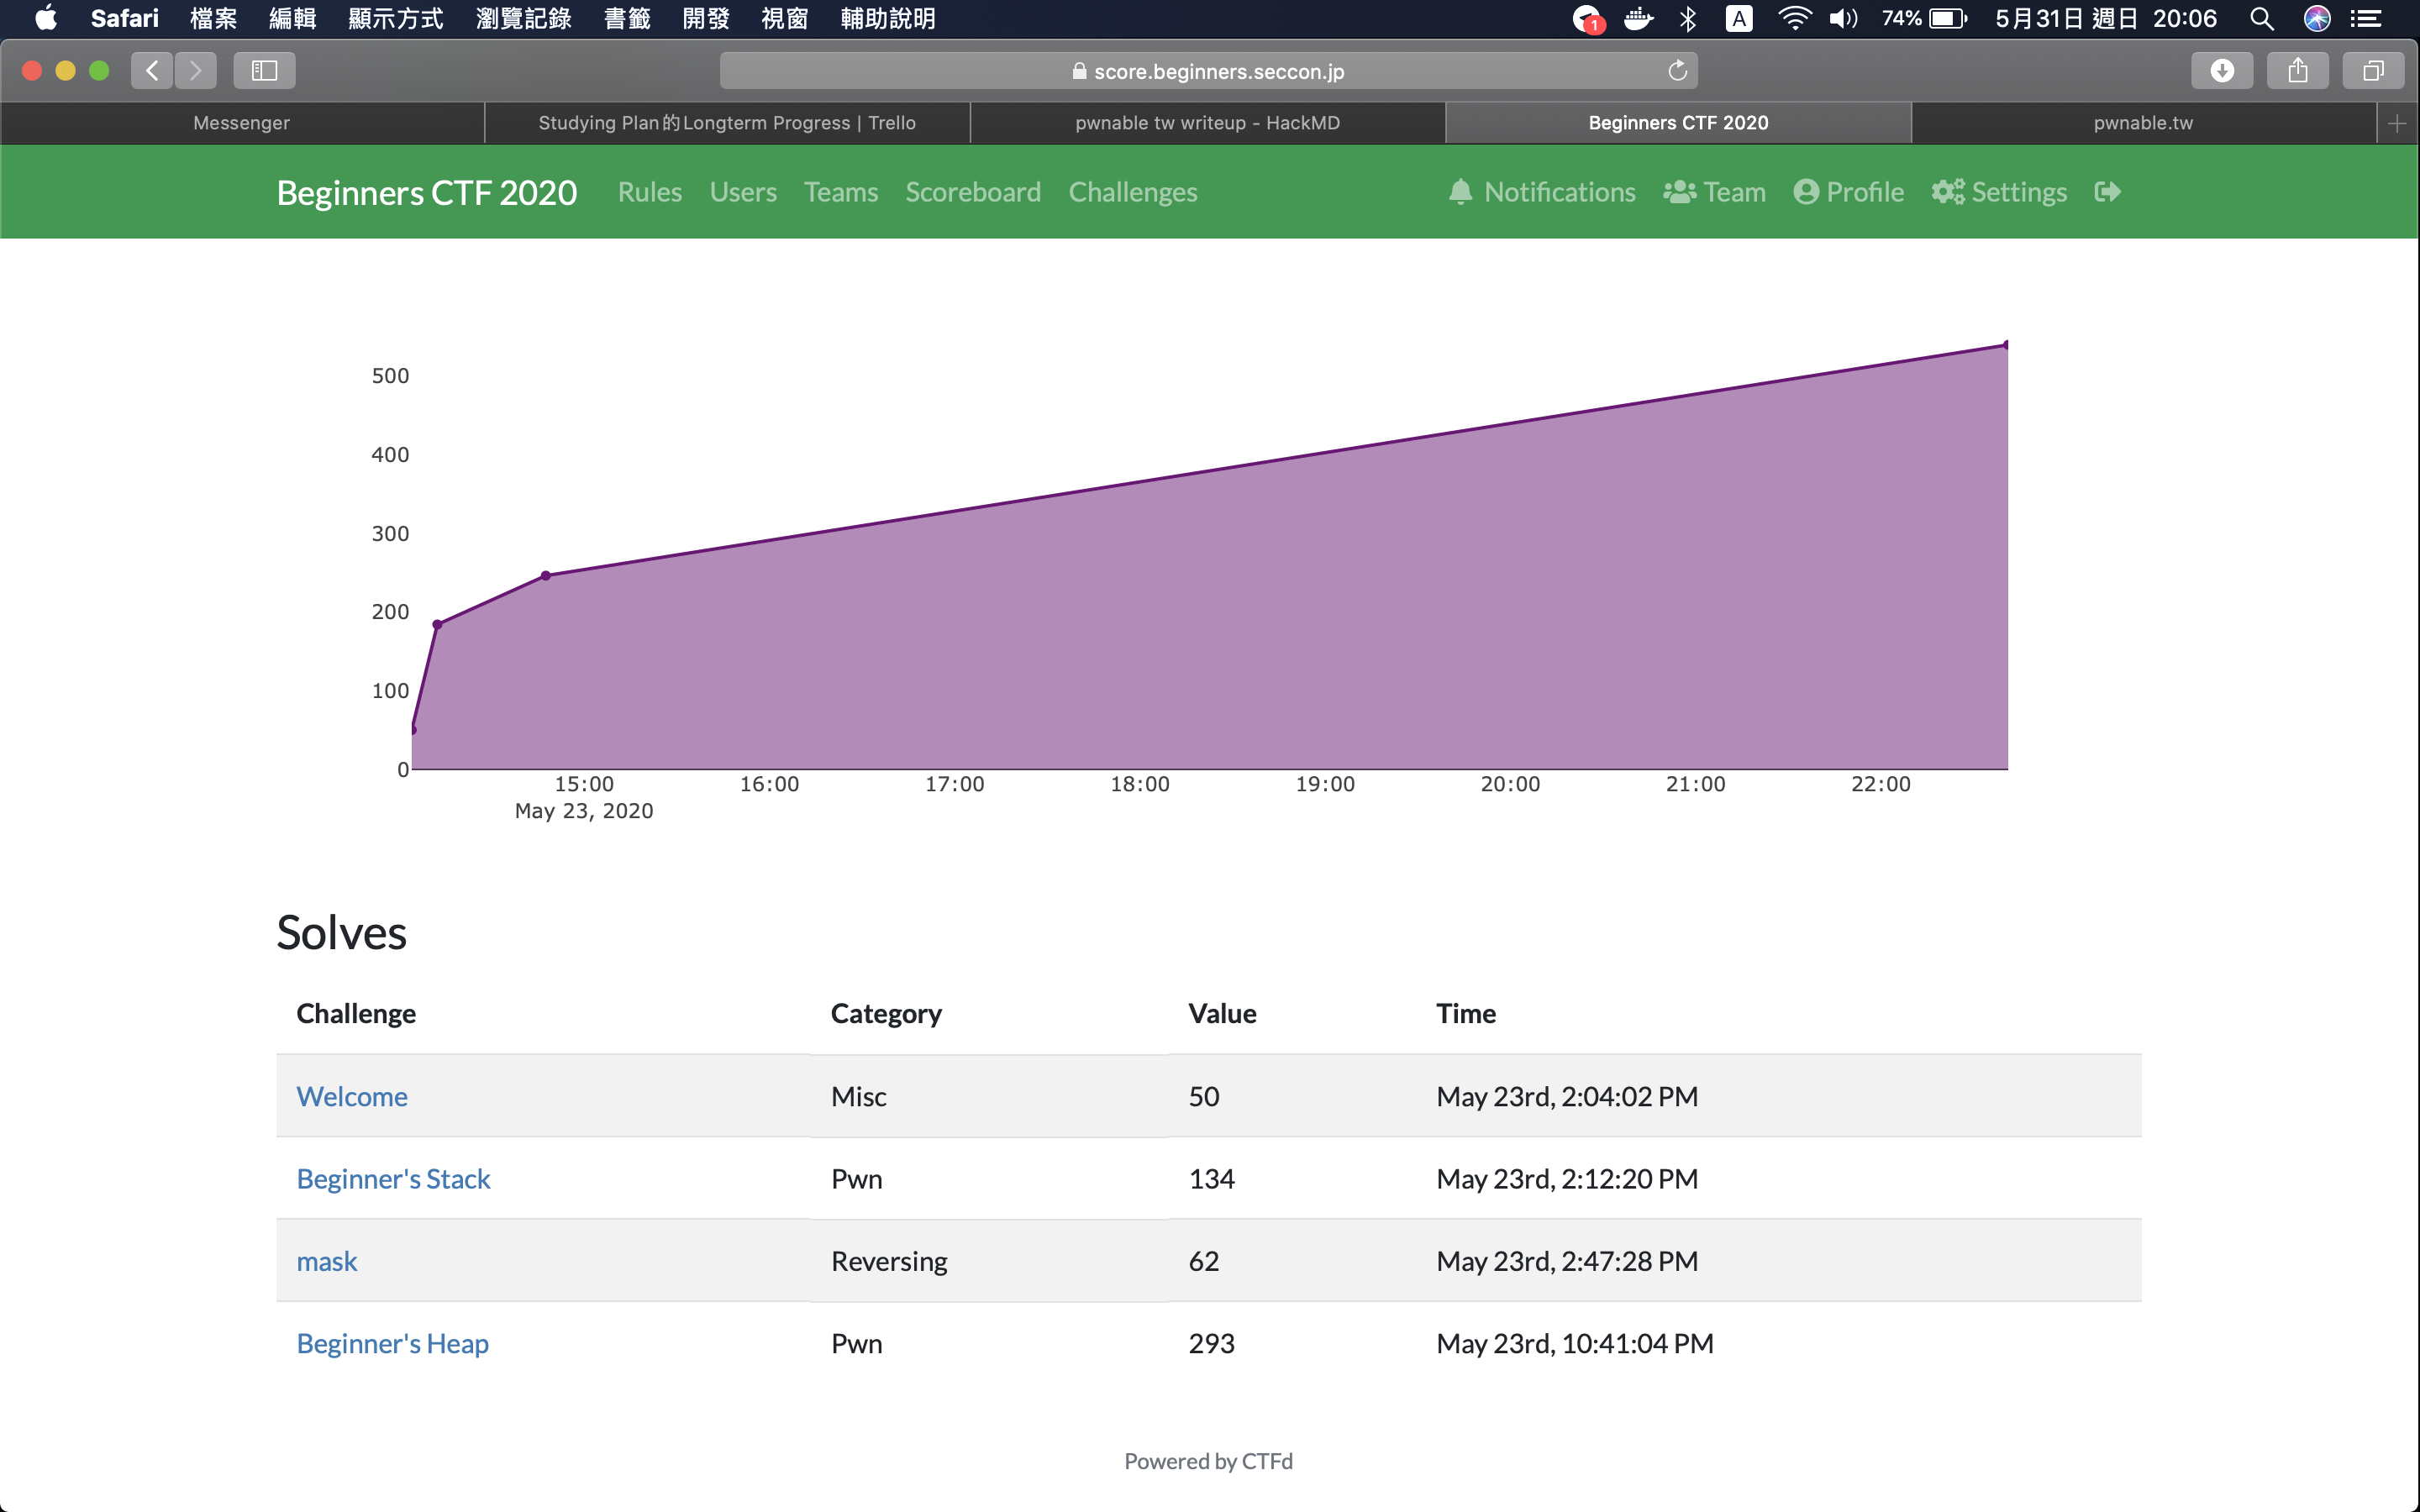 Safari 檔案 編輯 顯示方式 瀏覽記錄 書籤 開發 視窗 輔助說明 1 A 74% 5月31日 週日 20:06
score.beginners.seccon.jp
Messenger Studying Plan的Longterm Progress | Trello pwnable tw writeup - HackMD Beginners CTF 2020 pwnable.tw
Beginners CTF 2020 Rules Users Teams Scoreboard Challenges Notifications Team Profile Settings
500
400
300
200
100
0
15:00 16:00 17:00 18:00 19:00 20:00 21:00 22:00
May 23, 2020
Solves
Challenge Category Value Time
Welcome Misc 50 May 23rd, 2:04:02 PM
Beginner's Stack Pwn 134 May 23rd, 2:12:20 PM
mask Reversing 62 May 23rd, 2:47:28 PM
Beginner's Heap Pwn 293 May 23rd, 10:41:04 PM
Powered by CTFd